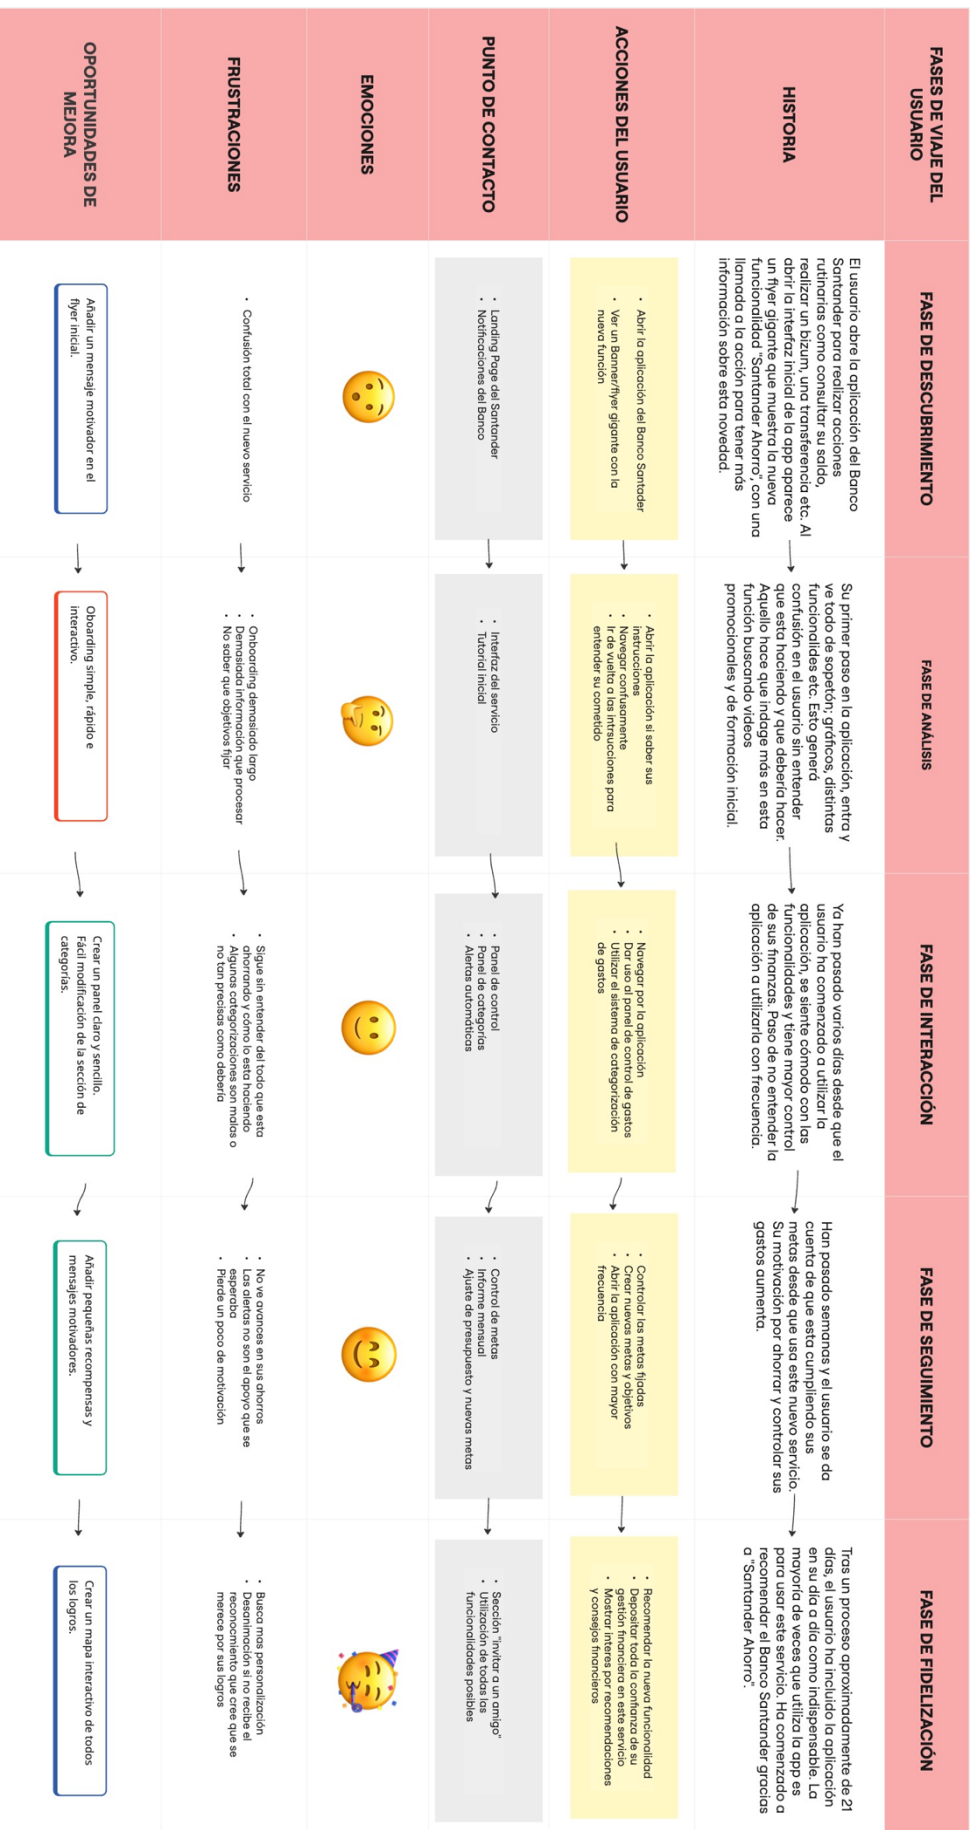 FASES DE VIAJE DEL
USUARIO
FASE DE DESCUBRIMIENTO
FASE DE ANÁLISIS
FASE DE INTERACCIÓN
FASE DE SEGUIMIENTO
FASE DE FIDELIZACIÓN
HISTORIA
El usuario abre la aplicación del Banco
Santander para realizar acciones
rutinarias como consultar su saldo,
realizar un bizum, una transferencia etc. Al
abrir la interfaz inicial de la app aparece
un flyer gigante que muestra la nueva
funcionalidad "Santander Ahorro", con una
llamada a la acción para tener más
información sobre esta novedad.
Su primer paso en la aplicación, entra y
ve todo de sopetón; gráficos, distintas
funcionalides etc. Esto generá
confusión en el usuario sin entender
que esta haciendo y que debería hacer.
Aquello hace que indage más en esta
función buscando videos
promocionales y de formación inicial.
Ya han pasado varios días desde que el
usuario ha comenzado a utilizar la
aplicación, se siente cómodo con las
funcionalidades y tiene mayor control
de sus finanzas. Paso de no entender la
aplicación a utilizarla con frecuencia.
Han pasado semanas y el usuario se da
cuenta de que esta cumpliendo sus
metas desde que usa este nuevo servicio.
Su motivación por ahorrar y controlar sus
gastos aumenta.
Tras un proceso aproximadamente de 21
días, el usuario ha incluido la aplicación
en su día a día como indispensable. La
mayoría de veces que utiliza la app es
para usar este servicio. Ha comenzado a
recomendar el Banco Santander gracias
a "Santander Ahorro".
ACCIONES DEL USUARIO
• Abrir la aplicación del Banco Santader
• Ver un Banner/flyer gigante con la
nueva función
• Abrir la aplicación si saber sus
instrucciones
• Navegar confusamente
• Ir de vuelta a las intrsucciones para
entender su cometido
• Navegar por la aplicación
• Dar uso al panel de control de gastos
• Utilizar el sistema de categorización
de gastos
• Controlar las metas fijadas
• Crear nuevas metas y objetivos
• Abrir la aplicación con mayor
frecuencia
• Recomendar la nueva funcionalidad
• Depositar toda la confianza de su
gestión financiera en este servicio
• Mostrar interes por recomendaciones
y consejos financieros
PUNTO DE CONTACTO
• Landing Page del Santander
• Notificaciones del Banco
• Interfaz del servicio
• Tutorial inicial
• Panel de control
• Panel de categorías
• Alertas automáticas
• Control de metas
• Informe mensual
• Ajuste de presupuesto y nuevas metas
• Sección "invitar a un amigo"
• Utilización de todas las
funcionalidades posibles
EMOCIONES
FRUSTRACIONES
• Confusión total con el nuevo servicio
• Onboarding demasiado largo
• Demasiada información que procesar
• No saber que objetivos fijar
• Sigue sin entender del todo que esta
ahorrando y cómo lo esta haciendo
• Algunas categorizaciones son malas o
no tan precisas como debería
• No ve avances en sus ahorros
• Las alertas no son el apoyo que se
esperaba
• Pierde un poco de motivación
• Busca mas personalización
• Desanimación si no recibe el
reconocmiento que cree que se
merece por sus logros
OPORTUNIDADES DE
MEJORA
Añadir un mensaje motivador en el
flyer inicial.
Oboarding simple, rápido e
interactivo.
Crear un panel claro y sencillo.
Fácil modificación de la sección de
categorías.
Añadir pequeñas recompensas y
mensajes motivadores.
Crear un mapa interactivo de todos
los logros.